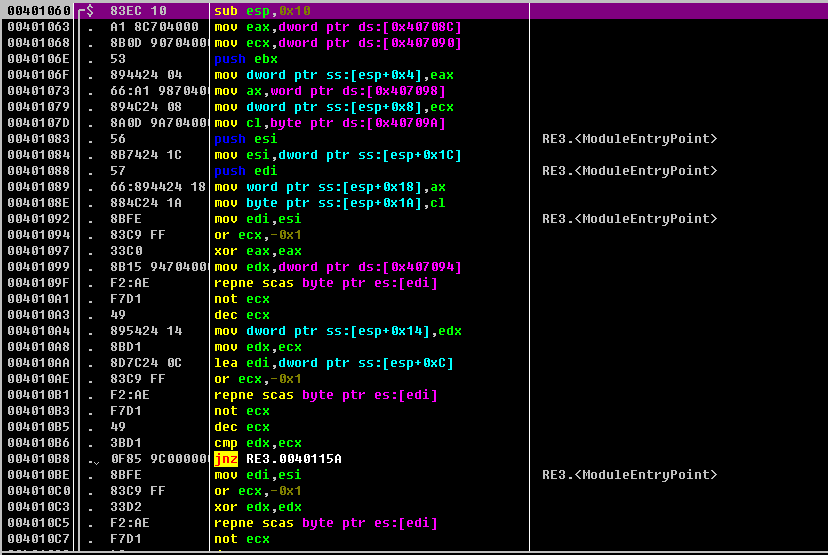 00401060 ┌$ 83EC 10 sub esp,0x10
00401063 . A1 8C704000 mov eax,dword ptr ds:[0x40708C]
00401068 . 8B0D 90704000 mov ecx,dword ptr ds:[0x407090]
0040106E . 53 push ebx
0040106F . 894424 04 mov dword ptr ss:[esp+0x4],eax
00401073 . 66:A1 98704000 mov ax,word ptr ds:[0x407098]
00401079 . 894C24 08 mov dword ptr ss:[esp+0x8],ecx
0040107D . 8A0D 9A704000 mov cl,byte ptr ds:[0x40709A]
00401083 . 56 push esi RE3.<ModuleEntryPoint>
00401084 . 8B7424 1C mov esi,dword ptr ss:[esp+0x1C]
00401088 . 57 push edi RE3.<ModuleEntryPoint>
00401089 . 66:894424 18 mov word ptr ss:[esp+0x18],ax
0040108E . 884C24 1A mov byte ptr ss:[esp+0x1A],cl
00401092 . 8BFE mov edi,esi RE3.<ModuleEntryPoint>
00401094 . 83C9 FF or ecx,-0x1
00401097 . 33C0 xor eax,eax
00401099 . 8B15 94704000 mov edx,dword ptr ds:[0x407094]
0040109F . F2:AE repne scas byte ptr es:[edi]
004010A1 . F7D1 not ecx
004010A3 . 49 dec ecx
004010A4 . 895424 14 mov dword ptr ss:[esp+0x14],edx
004010A8 . 8BD1 mov edx,ecx
004010AA . 8D7C24 0C lea edi,dword ptr ss:[esp+0xC]
004010AE . 83C9 FF or ecx,-0x1
004010B1 . F2:AE repne scas byte ptr es:[edi]
004010B3 . F7D1 not ecx
004010B5 . 49 dec ecx
004010B6 . 3BD1 cmp edx,ecx
004010B8 . 0F85 9C000000 jnz RE3.0040115A
004010BE . 8BFE mov edi,esi RE3.<ModuleEntryPoint>
004010C0 . 83C9 FF or ecx,-0x1
004010C3 . 33D2 xor edx,edx
004010C5 . F2:AE repne scas byte ptr es:[edi]
004010C7 . F7D1 not ecx